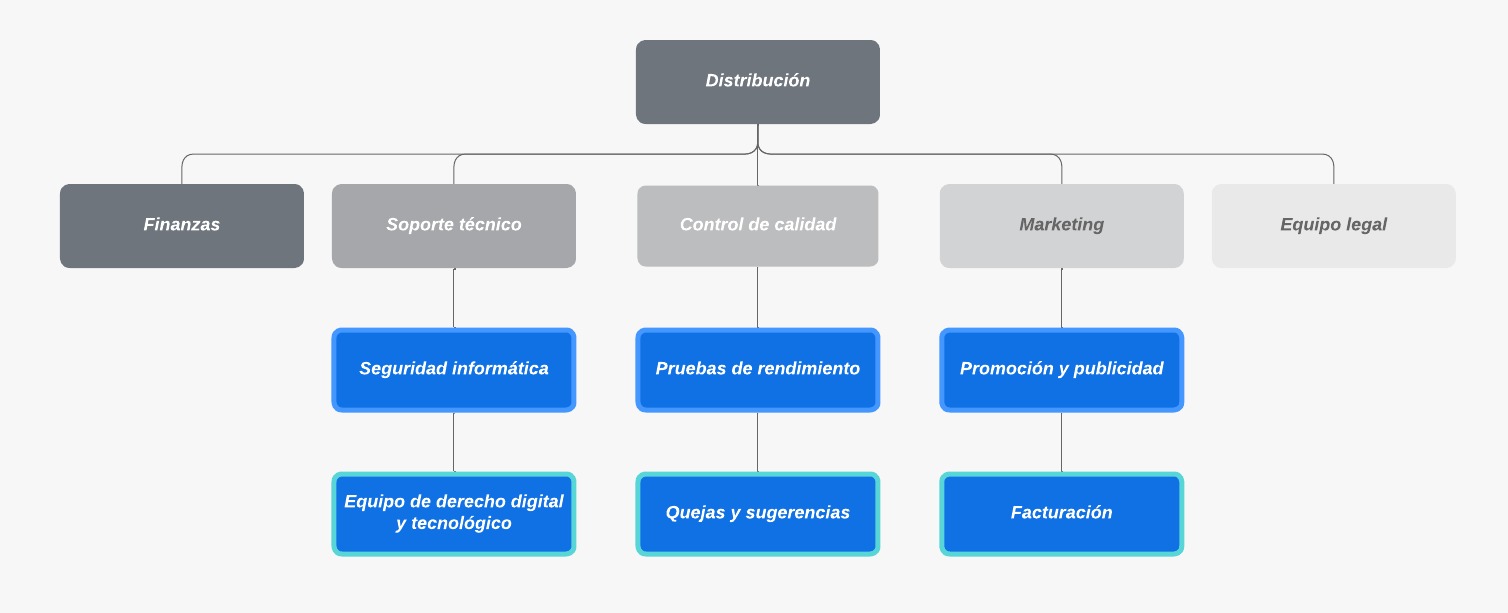 Distribución
Finanzas
Soporte técnico
Control de calidad
Marketing
Equipo legal
Seguridad informática
Pruebas de rendimiento
Promoción y publicidad
Equipo de derecho digital
y tecnológico
Quejas y sugerencias
Facturación